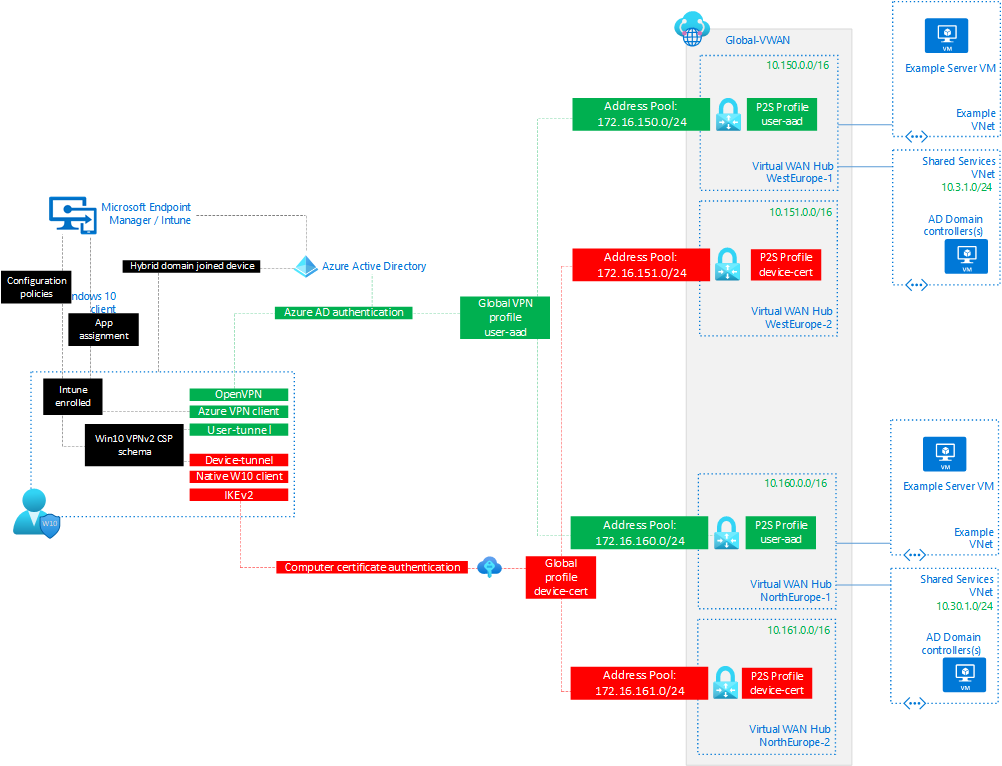 Global-VWAN
10.150.0.0/16
Address Pool:
172.16.150.0/24
P2S Profile
user-aad
Virtual WAN Hub
WestEurope-1
VM
Example Server VM
Example
VNet
Shared Services
VNet
10.3.1.0/24
AD Domain
controllers(s)
VM
10.151.0.0/16
Address Pool:
172.16.151.0/24
P2S Profile
device-cert
Virtual WAN Hub
WestEurope-2
Microsoft Endpoint
Manager / Intune
Hybrid domain joined device
Azure Active Directory
Configuration
policies
ndows 10
client
App
assignment
Azure AD authentication
Global VPN
profile
user-aad
Intune
enrolled
Win10 VPNv2 CSP
schema
OpenVPN
Azure VPN client
User-tunnel
Device-tunnel
Native W10 client
IKEv2
W10
Computer certificate authentication
Global
profile
device-cert
10.160.0.0/16
Address Pool:
172.16.160.0/24
P2S Profile
user-aad
Virtual WAN Hub
NorthEurope-1
VM
Example Server VM
Example
VNet
Shared Services
VNet
10.30.1.0/24
AD Domain
controllers(s)
VM
10.161.0.0/16
Address Pool:
172.16.161.0/24
P2S Profile
device-cert
Virtual WAN Hub
NorthEurope-2